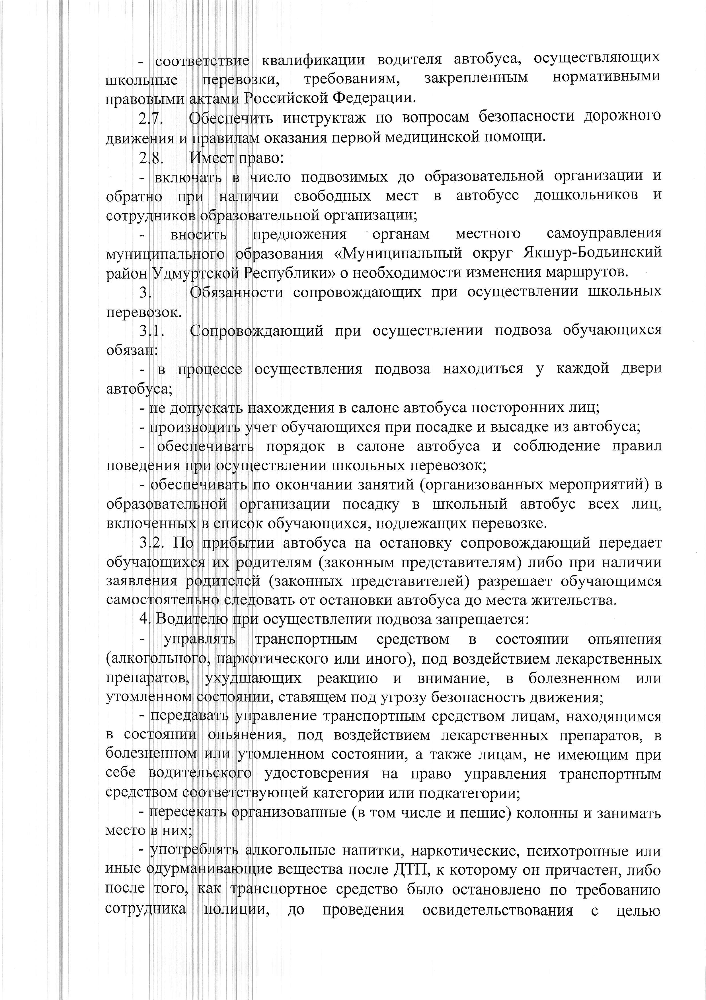 - соответствие квалификации водителя автобуса, осуществляющих
школьные перевозки, требованиям, закрепленным нормативными
правовыми актами Российской Федерации.
2.7. Обеспечить инструктаж по вопросам безопасности дорожного
движения и правилам оказания первой медицинской помощи.
2.8. Имеет право:
- включать в число подвозимых до образовательной организации и
обратно при наличии свободных мест в автобусе дошкольников и
сотрудников образовательной организации;
- вносить предложения органам местного самоуправления
муниципального образования «Муниципальный округ Якшур-Бодьинский
район Удмуртской Республики» о необходимости изменения маршрутов.
3. Обязанности сопровождающих при осуществлении школьных
перевозок.
3.1. Сопровождающий при осуществлении подвоза обучающихся
обязан:
- в процессе осуществления подвоза находиться у каждой двери
автобуса;
- не допускать нахождения в салоне автобуса посторонних лиц;
- производить учет обучающихся при посадке и высадке из автобуса;
- обеспечивать порядок в салоне автобуса и соблюдение правил
поведения при осуществлении школьных перевозок;
- обеспечивать по окончании занятий (организованных мероприятий) в
образовательной организации посадку в школьный автобус всех лиц,
включенных в список обучающихся, подлежащих перевозке.
3.2. По прибытии автобуса на остановку сопровождающий передает
обучающихся их родителям (законным представителям) либо при наличии
заявления родителей (законных представителей) разрешает обучающимся
самостоятельно следовать от остановки автобуса до места жительства.
4. Водителю при осуществлении подвоза запрещается:
- управлять транспортным средством в состоянии опьянения
(алкогольного, наркотического или иного), под воздействием лекарственных
препаратов, ухудшающих реакцию и внимание, в болезненном или
утомленном состоянии, ставящем под угрозу безопасность движения;
- передавать управление транспортным средством лицам, находящимся
в состоянии опьянения, под воздействием лекарственных препаратов, в
болезненном или утомленном состоянии, а также лицам, не имеющим при
себе водительского удостоверения на право управления транспортным
средством соответствующей категории или подкатегории;
- пересекать организованные (в том числе и пешие) колонны и занимать
место в них;
- употреблять алкогольные напитки, наркотические, психотропные или
иные одурманивающие вещества после ДТП, к которому он причастен, либо
после того, как транспортное средство было остановлено по требованию
сотрудника полиции, до проведения освидетельствования с целью